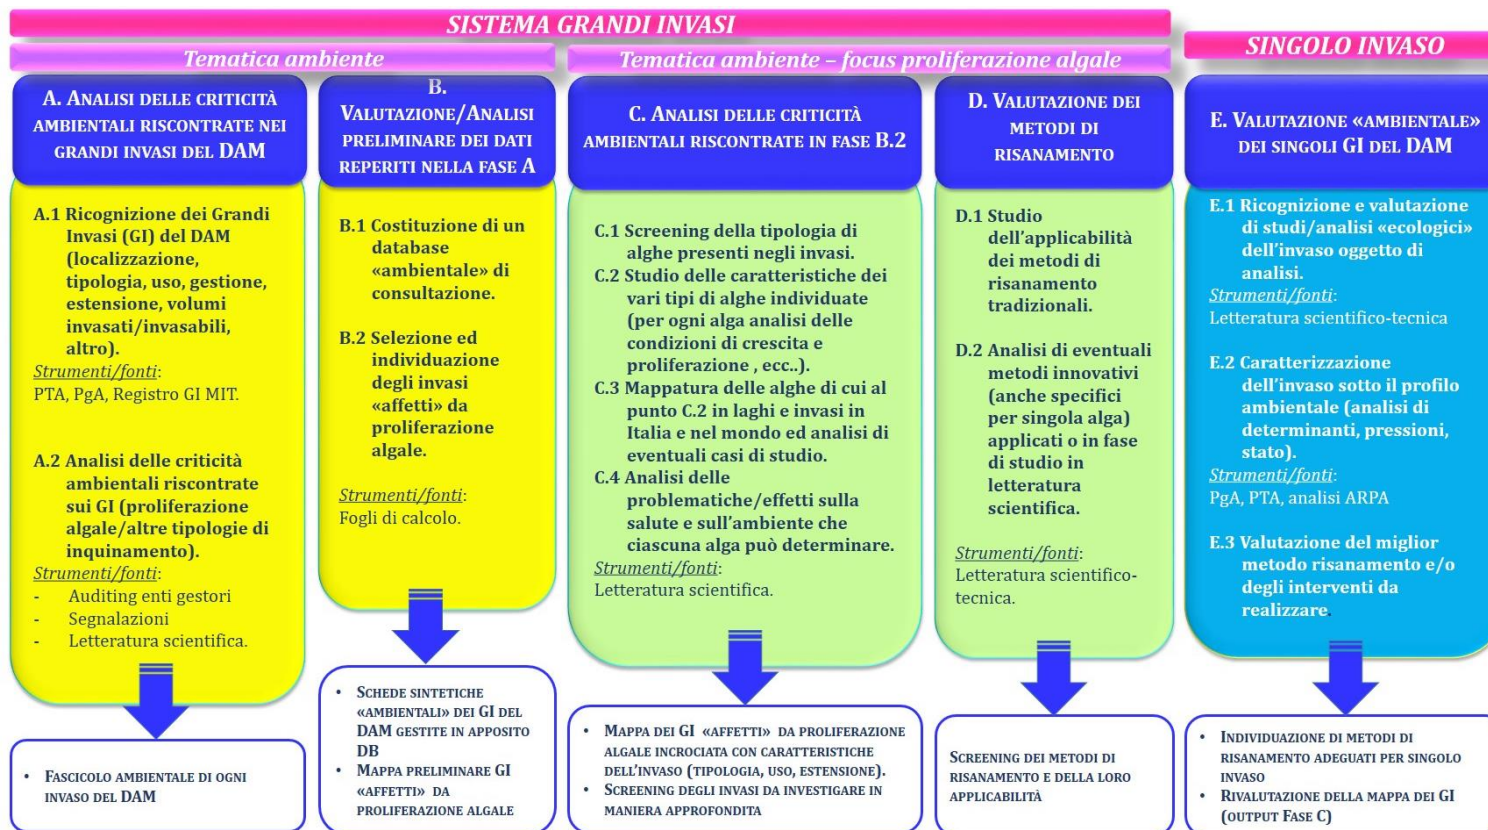 SISTEMA GRANDI INVASI
Tematica ambiente
Tematica ambiente – focus proliferazione algale
SINGOLO INVASO
A. ANALISI DELLE CRITICITÀ
AMBIENTALI RISCONTRATE NEI
GRANDI INVASI DEL DAM
A.1 Ricognizione dei Grandi
Invasi (GI) del DAM
(localizzazione,
tipologia, uso, gestione,
estensione, volumi
invasati/invasabili,
altro).
Strumenti/fonti:
PTA, PgA, Registro GI MIT.
A.2 Analisi delle criticità
ambientali riscontrate
sui GI (proliferazione
algale/altre tipologie di
inquinamento).
Strumenti/fonti:
- Auditing enti gestori
- Segnalazioni
- Letteratura scientifica.
• FASCICOLO AMBIENTALE DI OGNI
INVASO DEL DAM
B.
VALUTAZIONE/ANALISI
PRELIMINARE DEI DATI
REPERITI NELLA FASE A
B.1 Costituzione di un
database
«ambientale» di
consultazione.
B.2 Selezione ed
individuazione
degli invasi
«affetti» da
proliferazione
algale.
Strumenti/fonti:
Fogli di calcolo.
• SCHEDE SINTETICHE
«AMBIENTALI» DEI GI DEL
DAM GESTITE IN APPOSITO
DB
• MAPPA PRELIMINARE GI
«AFFETTI» DA
PROLIFERAZIONE ALGALE
C. ANALISI DELLE CRITICITÀ
AMBIENTALI RISCONTRATE IN FASE B.2
C.1 Screening della tipologia di
alghe presenti negli invasi.
C.2 Studio delle caratteristiche dei
vari tipi di alghe individuate
(per ogni alga analisi delle
condizioni di crescita e
proliferazione , ecc..).
C.3 Mappatura delle alghe di cui al
punto C.2 in laghi e invasi in
Italia e nel mondo ed analisi di
eventuali casi di studio.
C.4 Analisi delle
problematiche/effetti sulla
salute e sull'ambiente che
ciascuna alga può determinare.
Strumenti/fonti:
Letteratura scientifica.
• MAPPA DEI GI «AFFETTI» DA PROLIFERAZIONE
ALGALE INCROCIATA CON CARATTERISTICHE
DELL'INVASO (TIPOLOGIA, USO, ESTENSIONE).
• SCREENING DEGLI INVASI DA INVESTIGARE IN
MANIERA APPROFONDITA
D. VALUTAZIONE DEI
METODI DI
RISANAMENTO
D.1 Studio
dell'applicabilità
dei metodi di
risanamento
tradizionali.
D.2 Analisi di eventuali
metodi innovativi
(anche specifici
per singola alga)
applicati o in fase
di studio in
letteratura
scientifica.
Strumenti/fonti:
Letteratura scientifico-
tecnica.
SCREENING DEI METODI DI
RISANAMENTO E DELLA LORO
APPLICABILITÀ
E. VALUTAZIONE «AMBIENTALE»
DEI SINGOLI GI DEL DAM
E.1 Ricognizione e valutazione
di studi/analisi «ecologici»
dell'invaso oggetto di
analisi.
Strumenti/fonti:
Letteratura scientifico-tecnica
E.2 Caratterizzazione
dell'invaso sotto il profilo
ambientale (analisi di
determinanti, pressioni,
stato).
Strumenti/fonti:
PgA, PTA, analisi ARPA
E.3 Valutazione del miglior
metodo risanamento e/o
degli interventi da
realizzare.
• INDIVIDUAZIONE DI METODI DI
RISANAMENTO ADEGUATI PER SINGOLO
INVASO
• RIVALUTAZIONE DELLA MAPPA DEI GI
(OUTPUT FASE C)